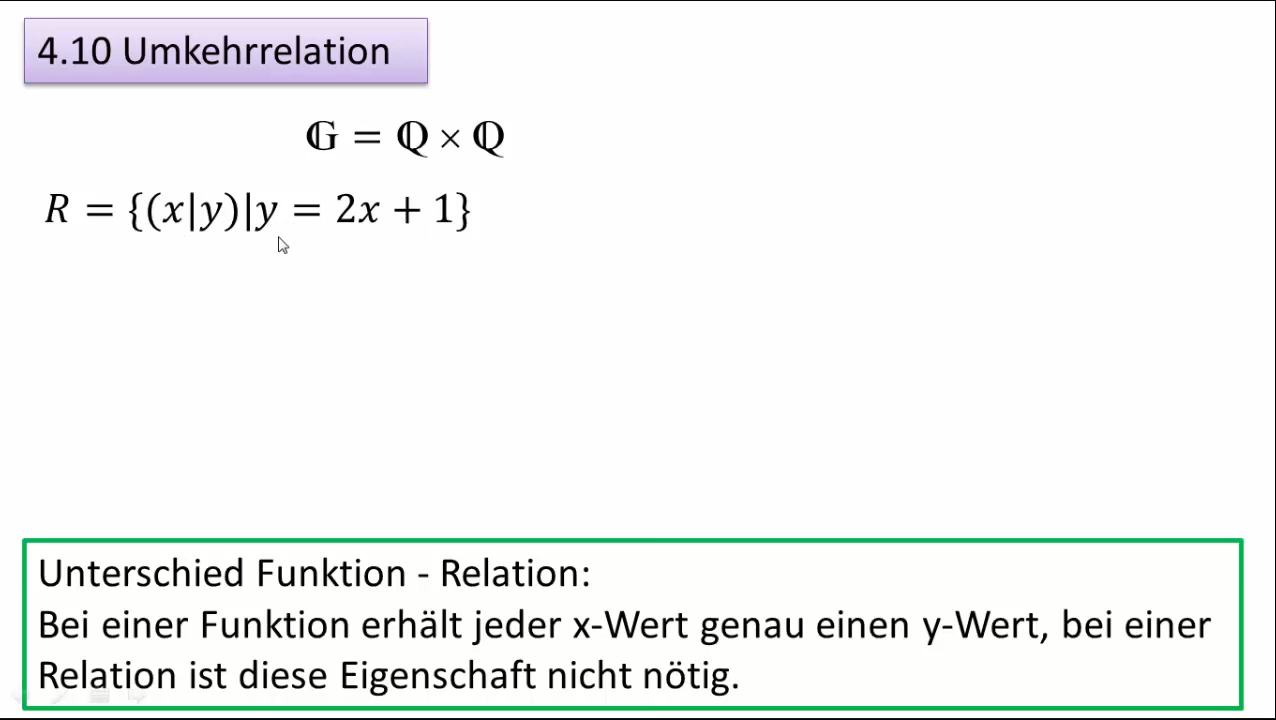 4.10 Umkehrrelation
𝔾 = ℚ × ℚ
R = {(x|y)|y = 2x + 1}
Unterschied Funktion - Relation:
Bei einer Funktion erhält jeder x-Wert genau einen y-Wert, bei einer
Relation ist diese Eigenschaft nicht nötig.